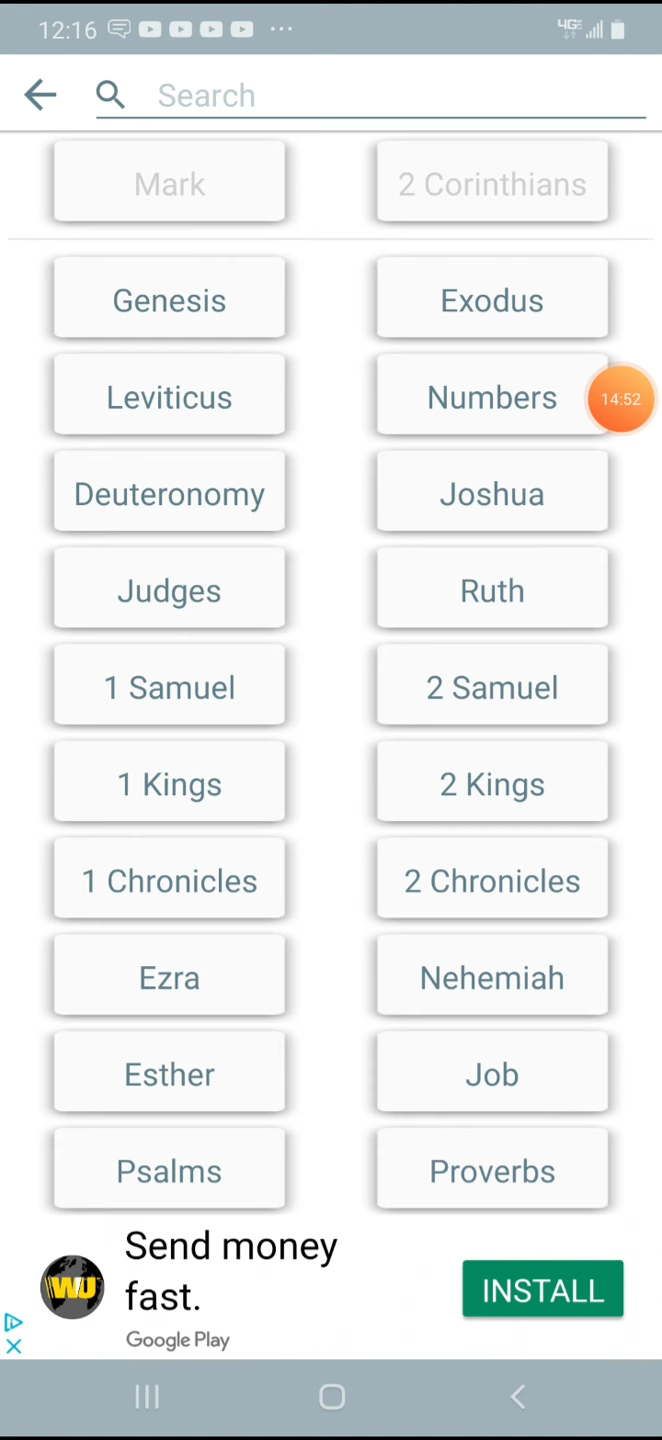 12:16
4GE
Search
Mark
2 Corinthians
Genesis
Exodus
Leviticus
Numbers
14:52
Deuteronomy
Joshua
Judges
Ruth
1 Samuel
2 Samuel
1 Kings
2 Kings
1 Chronicles
2 Chronicles
Ezra
Nehemiah
Esther
Job
Psalms
Proverbs
WU
Send money
fast.
Google Play
INSTALL